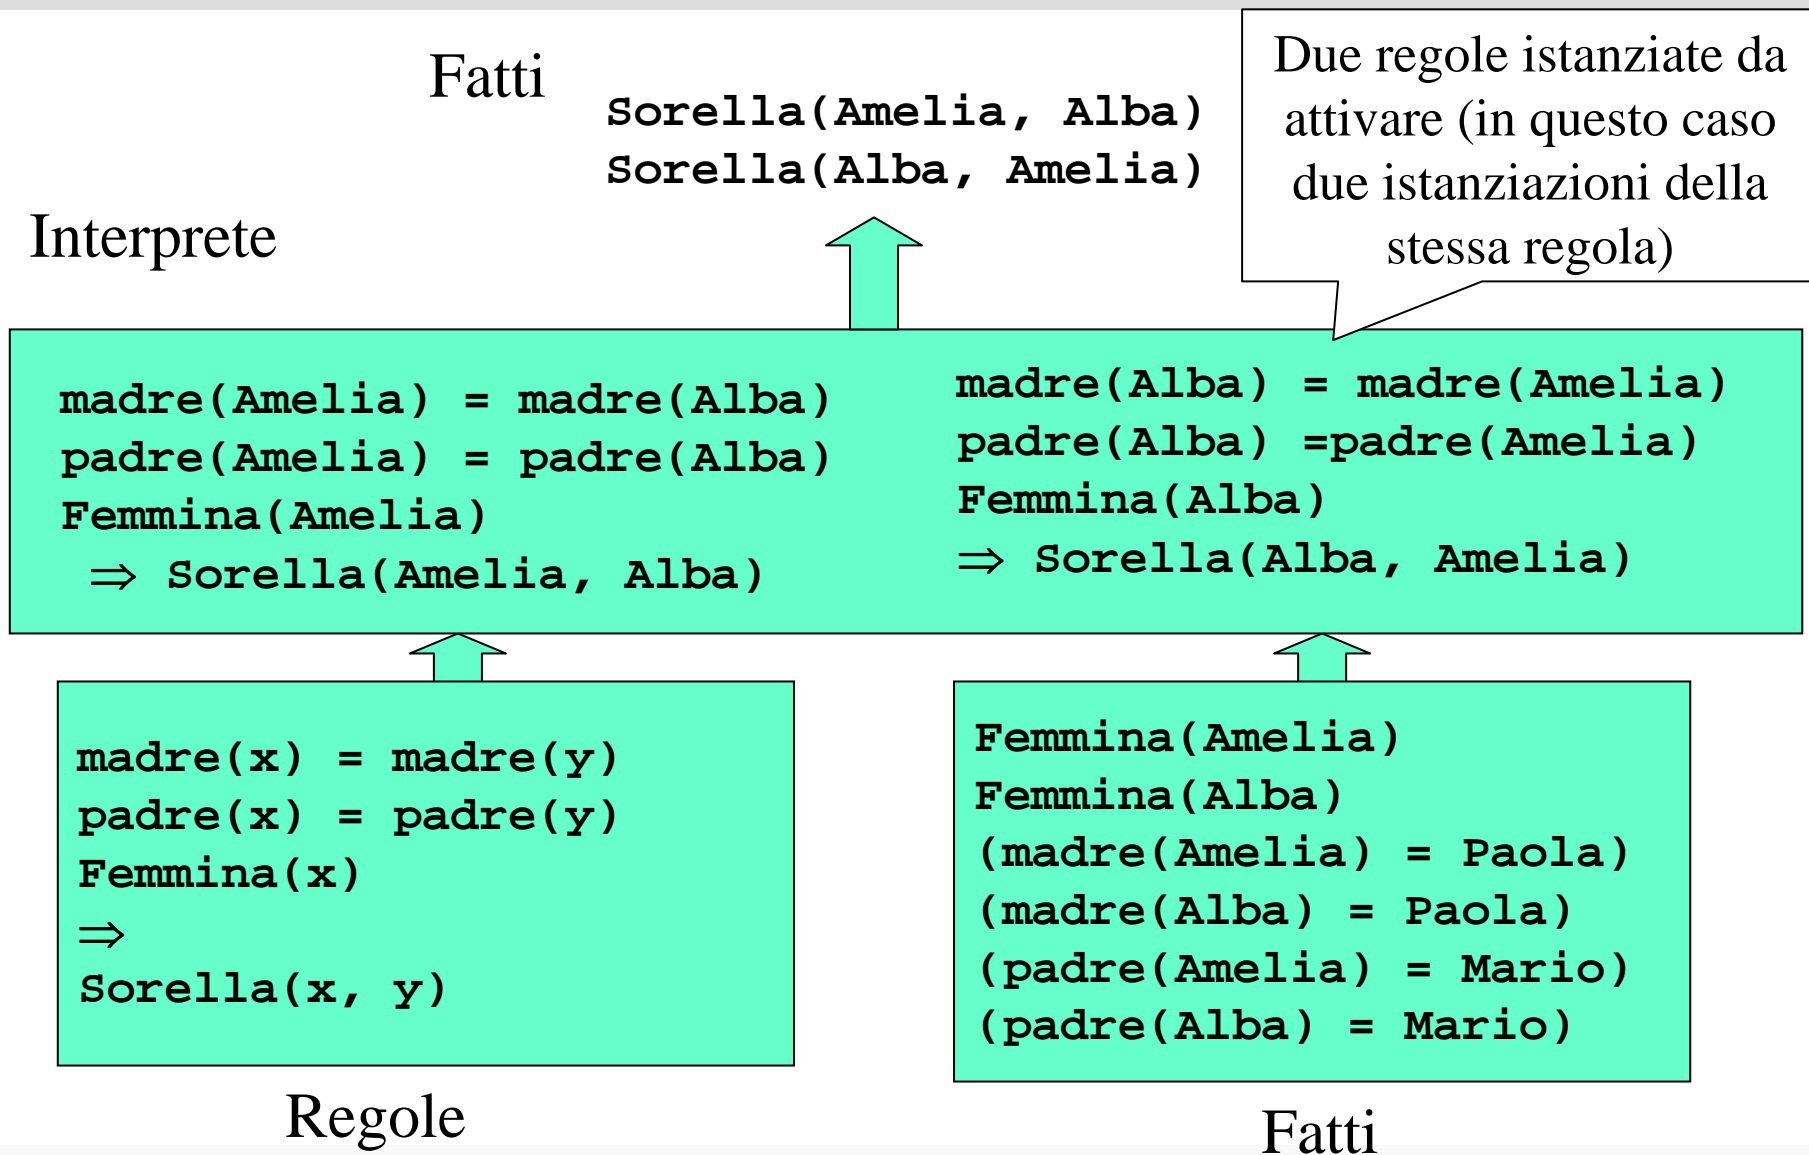 Fatti
Sorella(Amelia, Alba)
Sorella(Alba, Amelia)
Due regole istanziate da
attivare (in questo caso
due istanziazioni della
stessa regola)
Interprete
madre(Amelia) = madre(Alba)
padre(Amelia) = padre(Alba)
Femmina(Amelia)
⇒ Sorella(Amelia, Alba)
madre(Alba) = madre(Amelia)
padre(Alba) =padre(Amelia)
Femmina(Alba)
⇒ Sorella(Alba, Amelia)
madre(x) = madre(y)
padre(x) = padre(y)
Femmina(x)
⇒
Sorella(x, y)
Regole
Femmina(Amelia)
Femmina(Alba)
(madre(Amelia) = Paola)
(madre(Alba) = Paola)
(padre(Amelia) = Mario)
(padre(Alba) = Mario)
Fatti